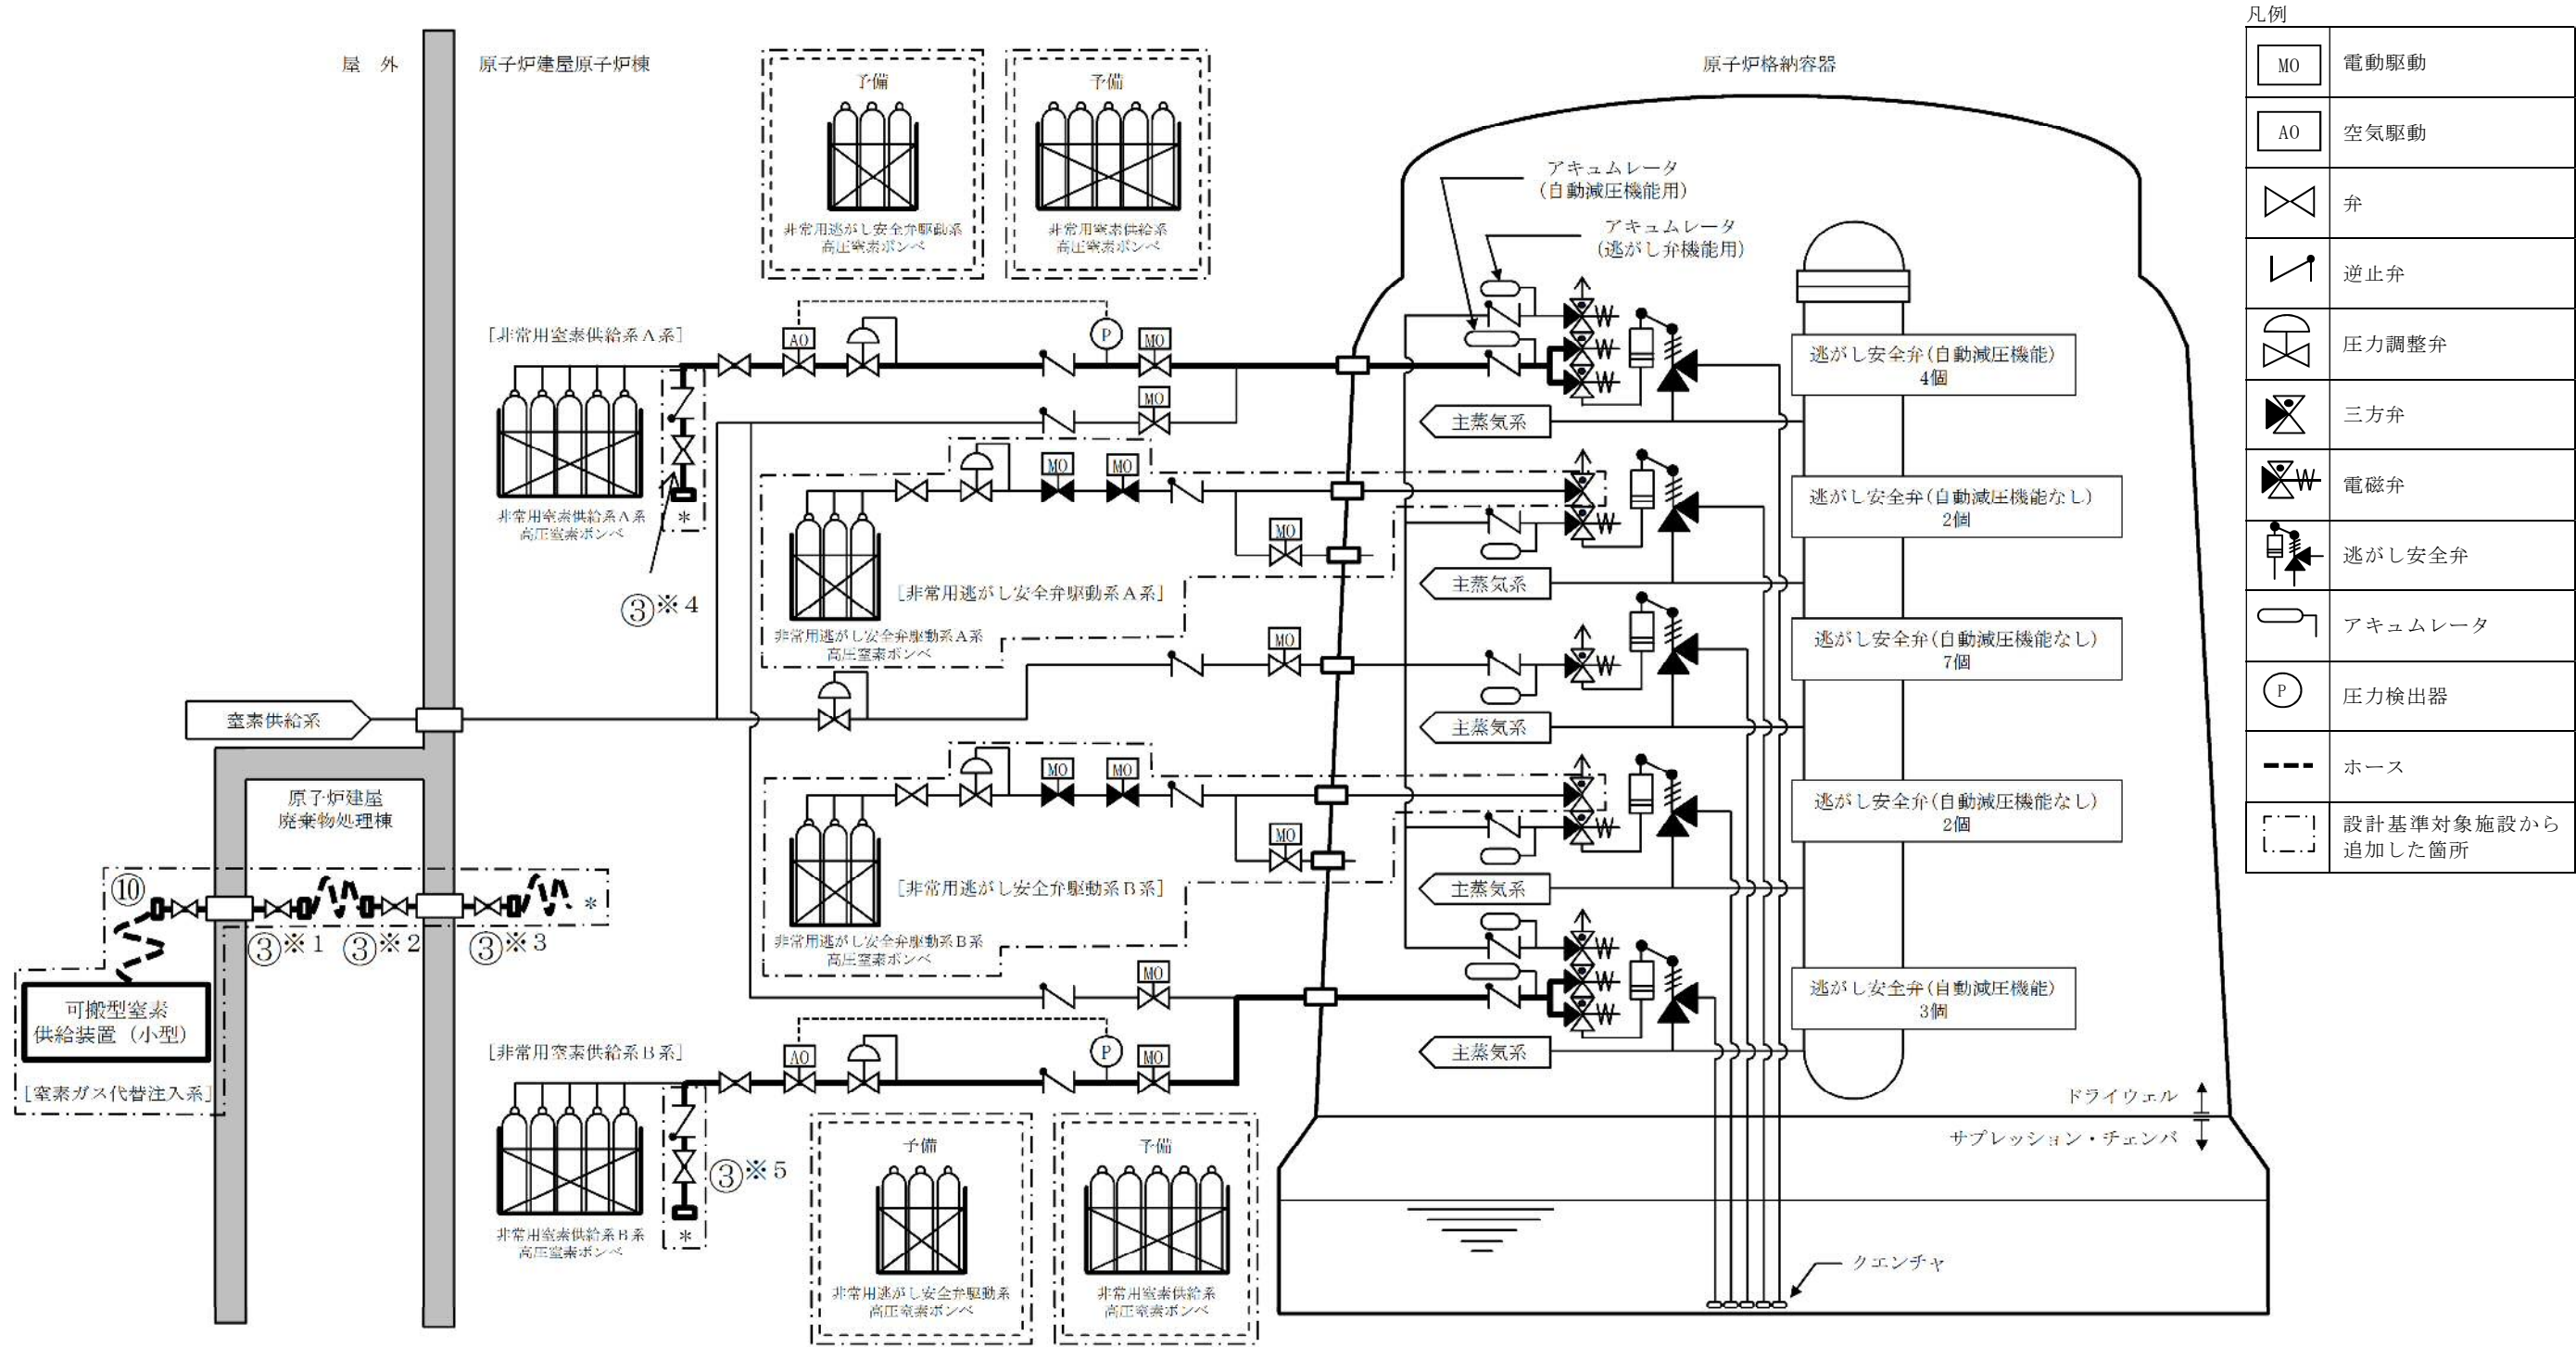 屋　外
原子炉建屋原子炉棟
予備
非常用逃がし安全弁駆動系
高圧窒素ボンベ
予備
非常用窒素供給系
高圧窒素ボンベ
原子炉格納容器
アキュムレータ
(自動減圧機能用)
アキュムレータ
(逃がし弁機能用)
[非常用窒素供給系A系]
AO
P
MO
MO
非常用窒素供給系A系
高圧窒素ボンベ
*
③※4
MO
MO
MO
[非常用逃がし安全弁駆動系A系]
非常用逃がし安全弁駆動系A系
高圧窒素ボンベ
MO
窒素供給系
原子炉建屋
廃棄物処理棟
MO
MO
MO
[非常用逃がし安全弁駆動系B系]
非常用逃がし安全弁駆動系B系
高圧窒素ボンベ
⑩
*
③※1
③※2
③※3
可搬型窒素
供給装置（小型）
[窒素ガス代替注入系]
MO
[非常用窒素供給系B系]
AO
P
MO
非常用窒素供給系B系
高圧窒素ボンベ
*
③※5
予備
非常用逃がし安全弁駆動系
高圧窒素ボンベ
予備
非常用窒素供給系
高圧窒素ボンベ
逃がし安全弁(自動減圧機能)
4個
主蒸気系
逃がし安全弁(自動減圧機能なし)
2個
主蒸気系
逃がし安全弁(自動減圧機能なし)
7個
主蒸気系
逃がし安全弁(自動減圧機能なし)
2個
主蒸気系
逃がし安全弁(自動減圧機能)
3個
主蒸気系
ドライウェル
サプレッション・チェンバ
クエンチャ
凡例
MO
電動駆動
AO
空気駆動
弁
逆止弁
圧力調整弁
三方弁
電磁弁
逃がし安全弁
アキュムレータ
P
圧力検出器
ホース
設計基準対象施設から
追加した箇所